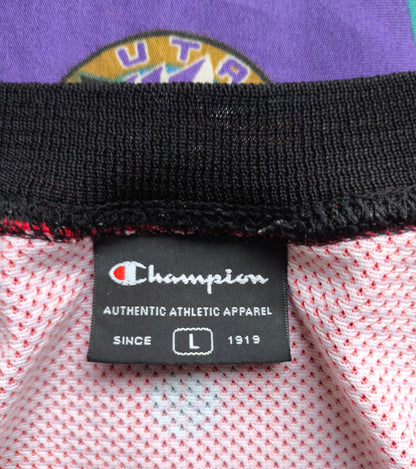 UTA
Champion
AUTHENTIC ATHLETIC APPAREL
SINCE L 1919